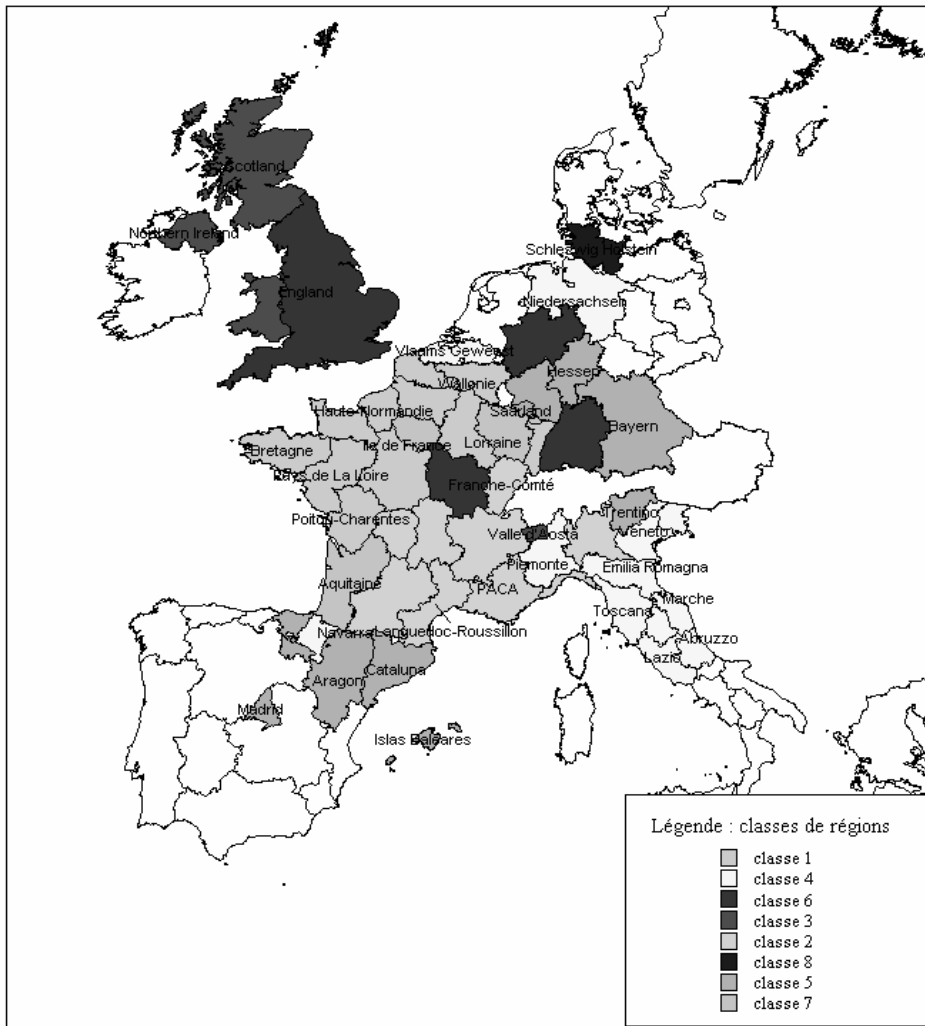 Scotland
Northern Ireland
Schleswig Holstein
England
Niedersachsen
Vlaams Gewest
Hessen
Wallonie
Haute-Normandie
Saarland
Bayern
Ile de France
Lorraine
Bretagne
Pays de La Loire
Franche-Comté
Trentino
Poitou-Charentes
Valle d'Aosta
Veneto
Piemonte
Emilia Romagna
Aquitaine
PACA
Marche
Toscana
Navarra
Languedoc-Roussillon
Abruzzo
Lazio
Cataluna
Aragon
Madrid
Islas Baleares
Légende : classes de régions
classe 1
classe 4
classe 6
classe 3
classe 2
classe 8
classe 5
classe 7